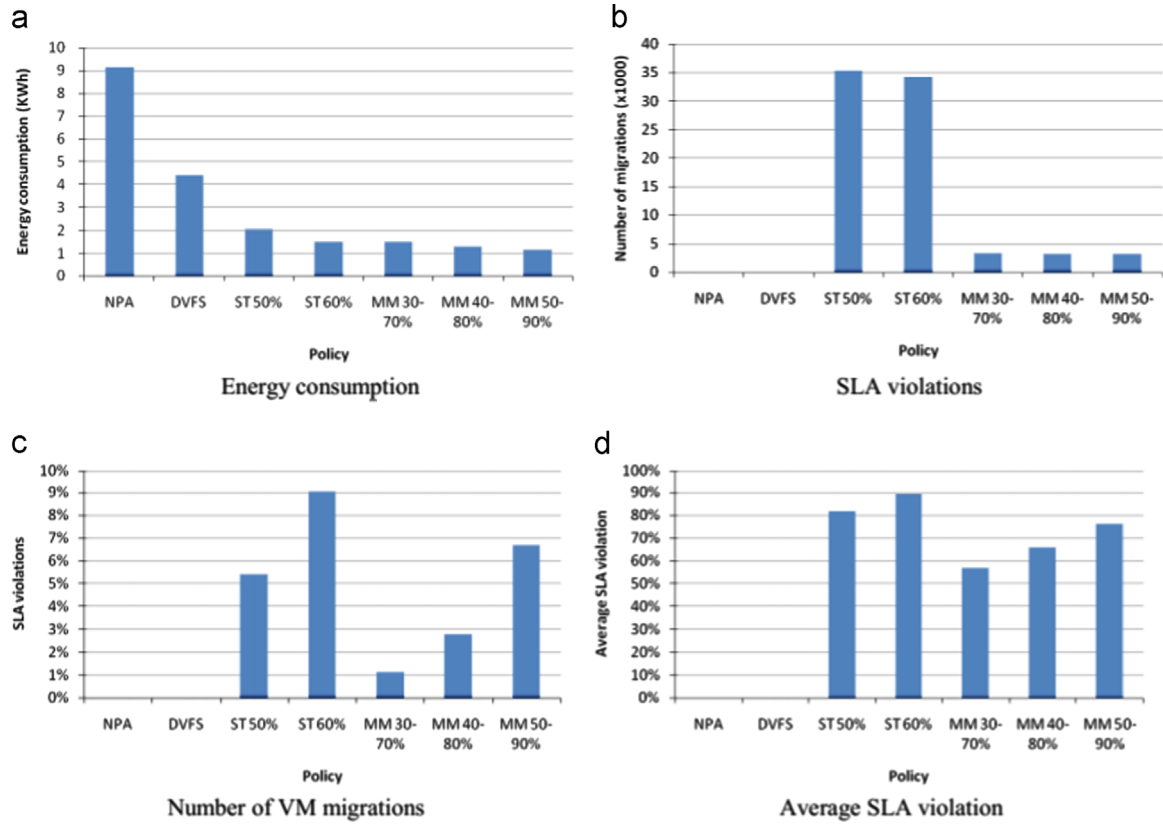 a
Energy consumption (KWh)
10
9
8
7
6
5
4
3
2
1
0
NPA DVFS ST 50% ST 60% MM 30- MM 40- MM 50-
70% 80% 90%
Policy
Energy consumption
b
Number of migrations (x1000)
40
35
30
25
20
15
10
5
0
NPA DVFS ST 50% ST 60% MM 30- MM 40- MM 50-
70% 80% 90%
Policy
SLA violations
c
SLA violations
10%
9%
8%
7%
6%
5%
4%
3%
2%
1%
0%
NPA DVFS ST 50% ST 60% MM 30- MM 40- MM 50-
70% 80% 90%
Policy
Number of VM migrations
d
Average SLA violation
100%
90%
80%
70%
60%
50%
40%
30%
20%
10%
0%
NPA DVFS ST 50% ST 60% MM 30- MM 40- MM 50-
70% 80% 90%
Policy
Average SLA violation